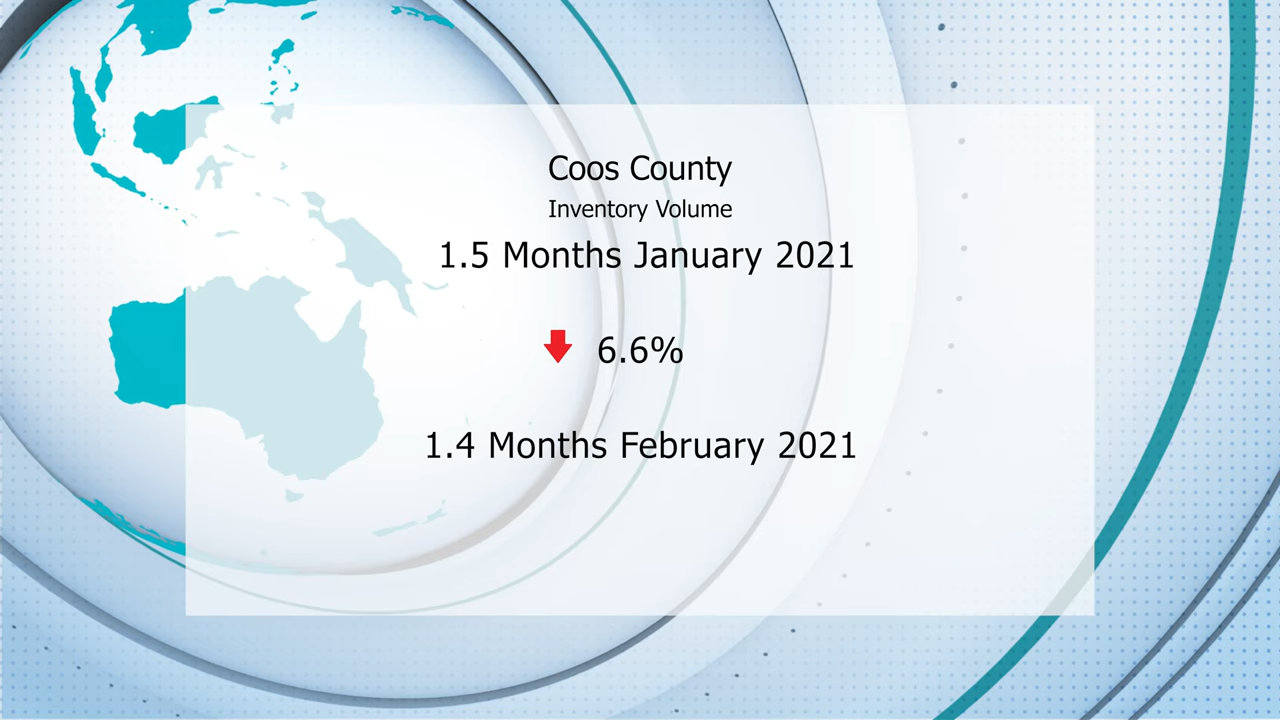 Coos County
Inventory Volume
1.5 Months January 2021
6.6%
1.4 Months February 2021